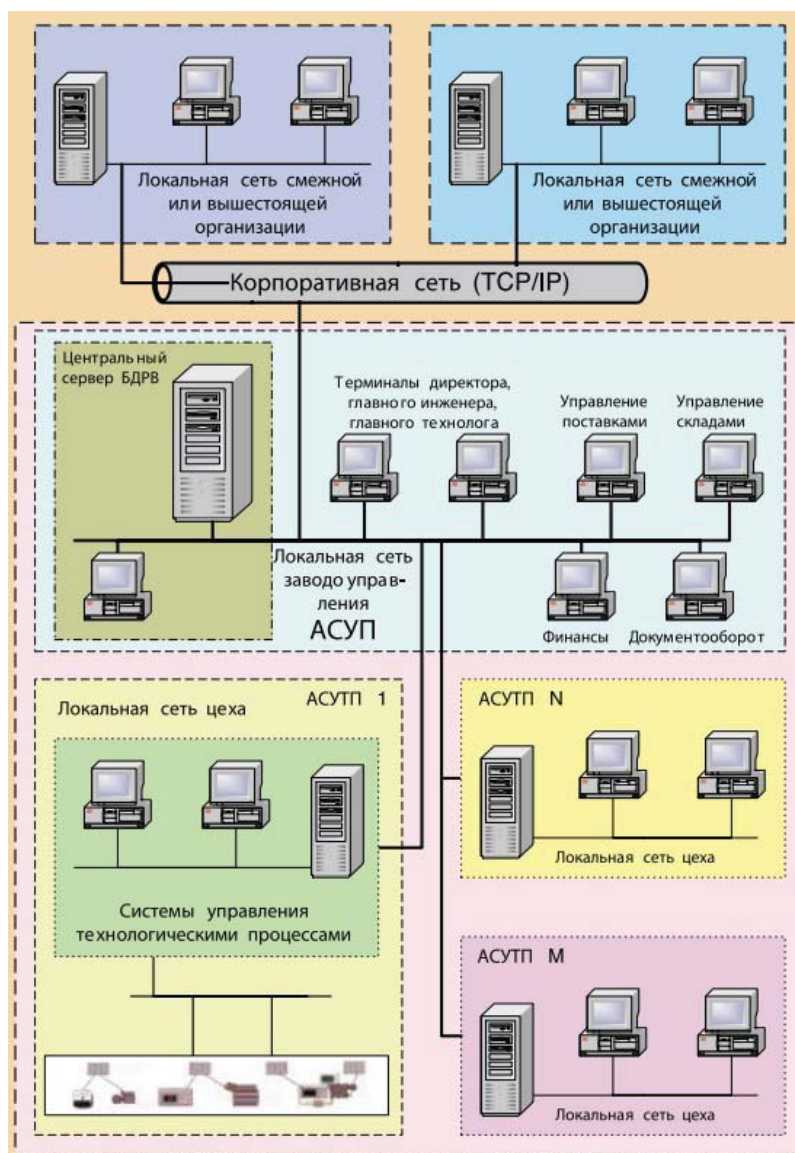 Локальная сеть смежной
или вышестоящей
организации
Локальная сеть смежной
или вышестоящей
организации
Корпоративная сеть (TCP/IP)
Центральный
сервер БДРВ
Терминалы директора,
главного инженера,
главного технолога
Управление
поставками
Управление
складами
Локальная сеть
заводо управ-
ления
АСУП
Финансы
Документооборот
Локальная сеть цеха
АСУТП 1
Системы управления
технологическими процессами
АСУТП N
Локальная сеть цеха
АСУТП M
Локальная сеть цеха